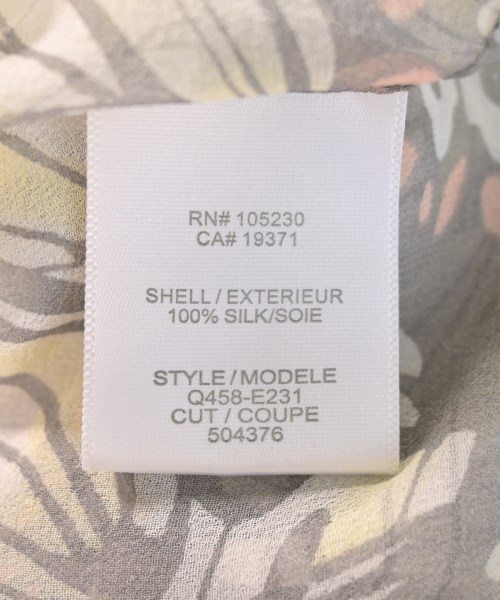 RN# 105230
CA# 19371
SHELL / EXTERIEUR
100% SILK/SOIE
STYLE / MODELE
Q458-E231
CUT / COUPE
504376